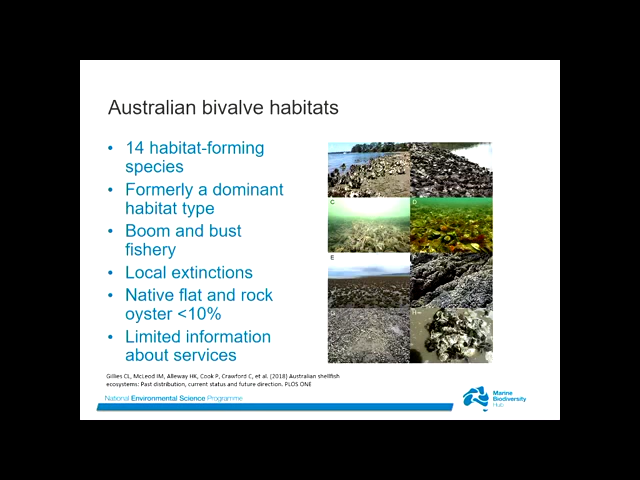 Australian bivalve habitats
• 14 habitat-forming
species
• Formerly a dominant
habitat type
• Boom and bust
fishery
• Local extinctions
• Native flat and rock
oyster <10%
• Limited information
about services
C
D
E
G
H
Gillies CL, McLeod IM, Alleway HK, Cook P, Crawford C, et al. (2018) Australian shellfish
ecosystems: Past distribution, current status and future direction. PLOS ONE
National Environmental Science Programme
Marine
Biodiversity
Hub